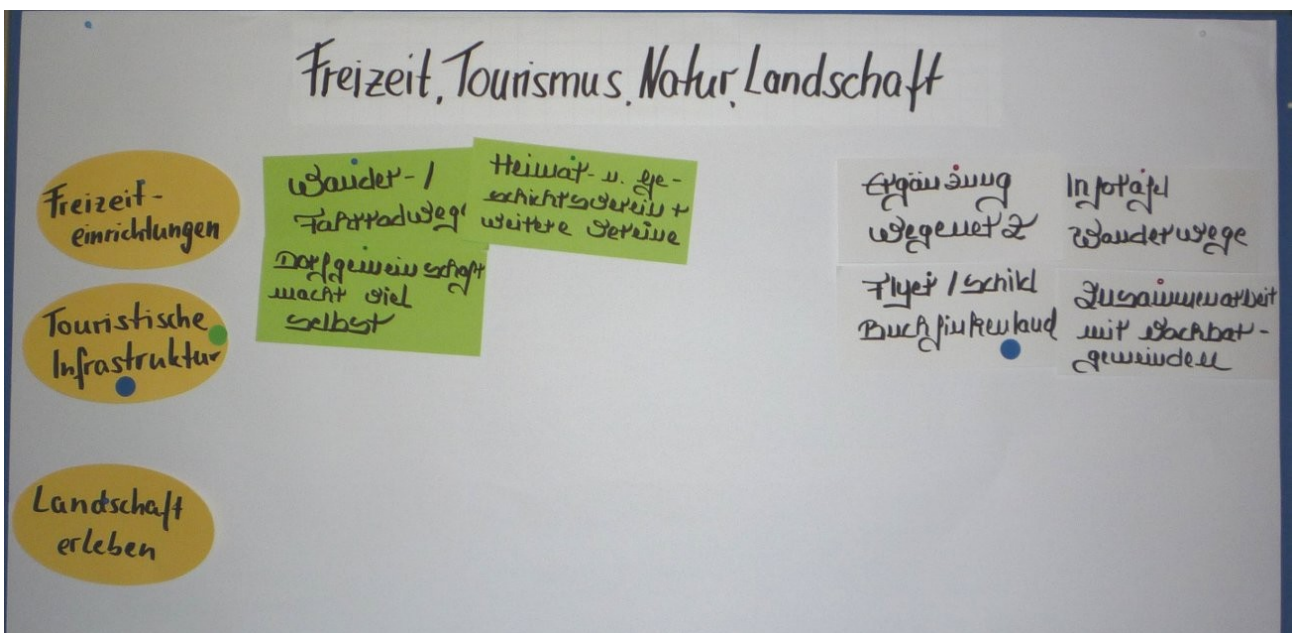 Freizeit, Tourismus, Natur, Landschaft
Freizeit-
einrichtungen
Touristische
Infrastruktur
Landschaft
erleben
Wander- /
Fahrradwege
Dorfgemeinschaft
macht viel
selbst
Heimat- u. Ge-
schichtsverein +
weitere Vereine
Ergänzung
Wegenetz
Flyer / Schild
Buchfinkenland
Infotafel
Wanderwege
Zusammenarbeit
mit Nachbar-
gemeinden